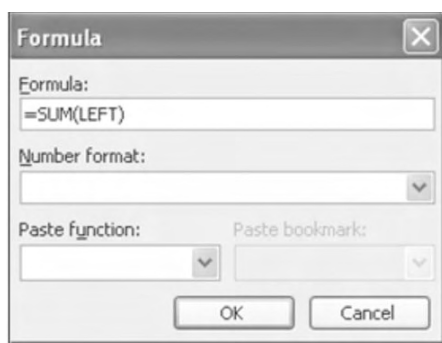 Formula
Formula:
=SUM(LEFT)
Number format:
Paste function: Paste bookmark:
OK Cancel